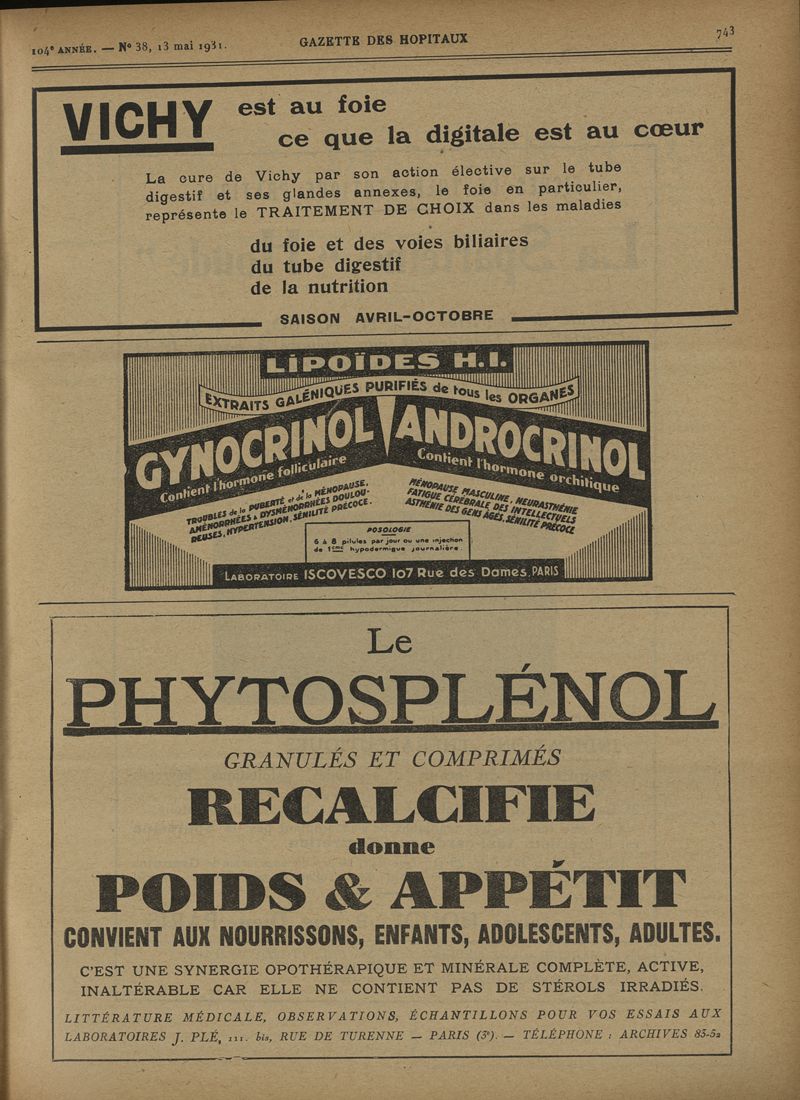 104e ANNÉE. — N° 38, 13 mai 1931.
GAZETTE DES HOPITAUX
743
VICHY est au foie
ce que la digitale est au cœur
La cure de Vichy par son action élective sur le tube
digestif et ses glandes annexes, le foie en particulier,
représente le TRAITEMENT DE CHOIX dans les maladies
du foie et des voies biliaires
du tube digestif
de la nutrition
SAISON AVRIL-OCTOBRE
LIPOÏDES H.I.
EXTRAITS GALÉNIQUES PURIFIÉS de tous les ORGANES
GYNOCRINOL
Contient l'hormone folliculaire
TROUBLES de la PUBERTÉ et de la MÉNOPAUSE,
AMÉNORRHÉES & DYSMÉNORRHÉES DOULOU-
REUSES, HYPERTENSION, SÉNILITÉ PRÉCOCE.
ANDROCRINOL
Contient l'hormone orchitique
MÉNOPAUSE MASCULINE, NEURASTHÉNIE
FATIGUE CÉRÉBRALE DES INTELLECTUELS
ASTHÉNIE DES GENS AGÉS, SÉNILITÉ PRÉCOCE
POSOLOGIE
6 à 8 pilules par jour ou une injection
de 1cmc hypodermique journalière.
LABORATOIRE ISCOVESCO 107 Rue des Dames, PARIS
Le
PHYTOSPLÉNOL
GRANULÉS ET COMPRIMÉS
RECALCIFIE
donne
POIDS & APPÉTIT
CONVIENT AUX NOURRISSONS, ENFANTS, ADOLESCENTS, ADULTES.
C'EST UNE SYNERGIE OPOTHÉRAPIQUE ET MINÉRALE COMPLÈTE, ACTIVE,
INALTÉRABLE CAR ELLE NE CONTIENT PAS DE STÉROLS IRRADIÉS.
LITTÉRATURE MÉDICALE, OBSERVATIONS, ÉCHANTILLONS POUR VOS ESSAIS AUX
LABORATOIRES J. PLÉ, 111. bis, RUE DE TURENNE — PARIS (3e). — TÉLÉPHONE : ARCHIVES 85-52